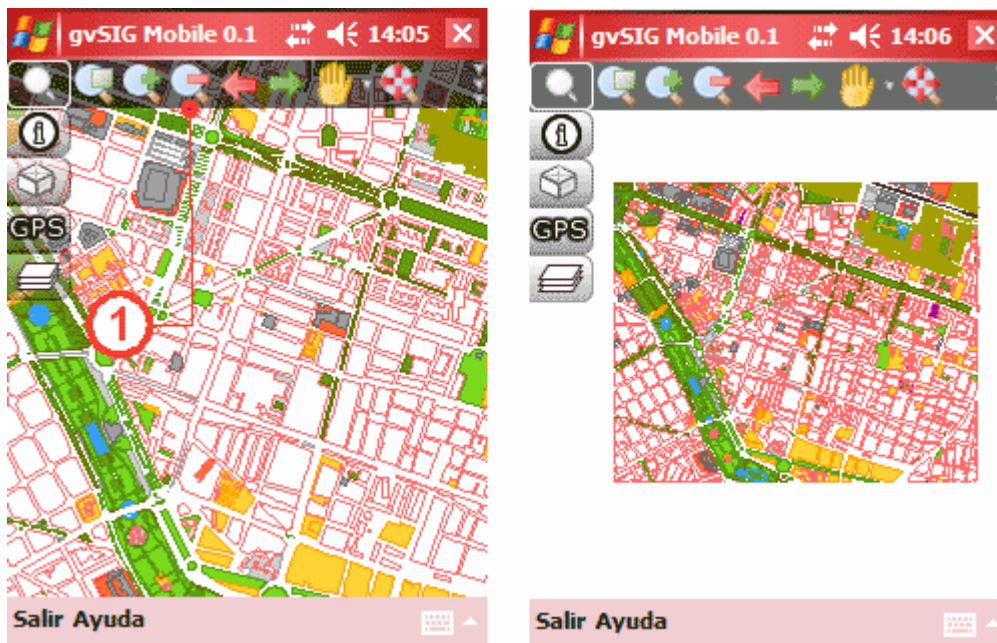 gvSIG Mobile 0.1 14:05
GPS
1
Salir Ayuda
gvSIG Mobile 0.1 14:06
GPS
Salir Ayuda